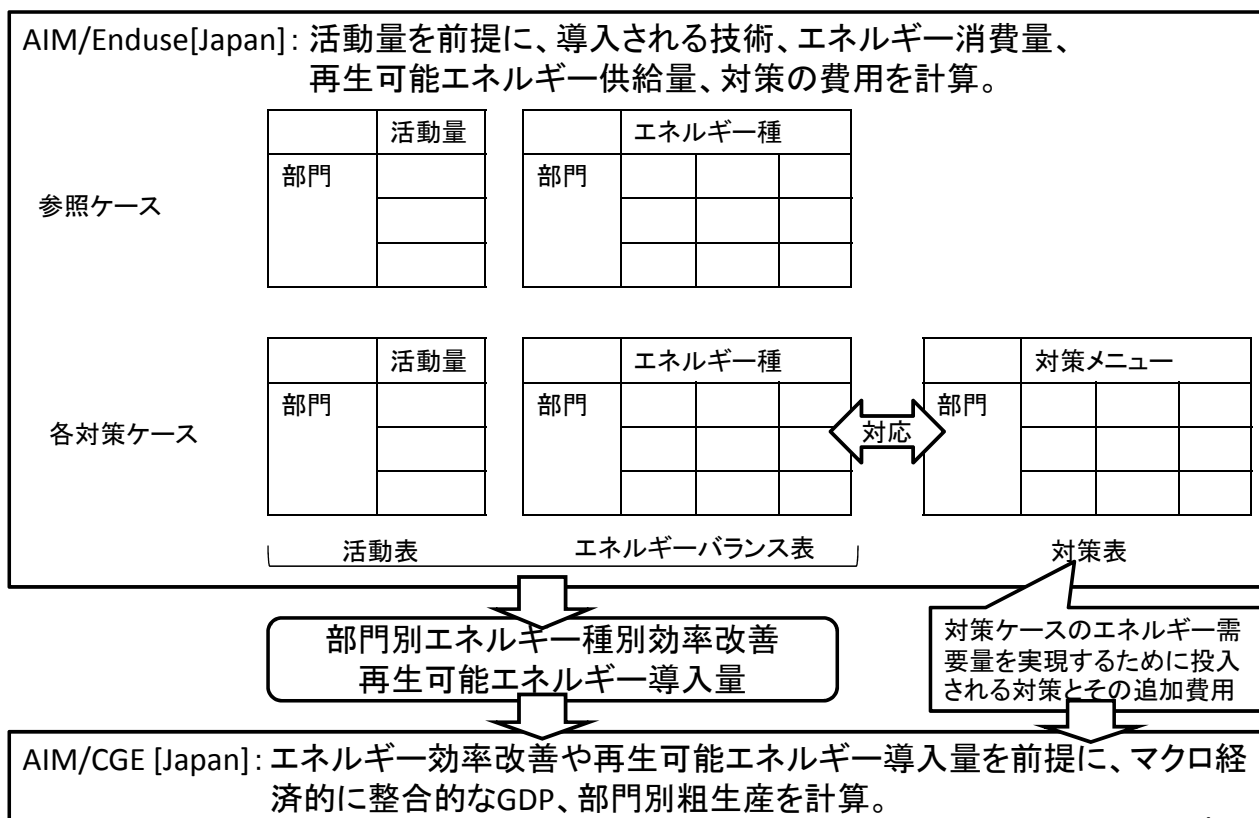 AIM/Enduse[Japan]：活動量を前提に、導入される技術、エネルギー消費量、
再生可能エネルギー供給量、対策の費用を計算。
活動量
エネルギー種
部門
部門
参照ケース
活動量
エネルギー種
対策メニュー
部門
部門
対応
部門
各対策ケース
活動表
エネルギーバランス表
対策表
部門別エネルギー種別効率改善
再生可能エネルギー導入量
対策ケースのエネルギー需
要量を実現するために投入
される対策とその追加費用
AIM/CGE [Japan]：エネルギー効率改善や再生可能エネルギー導入量を前提に、マクロ経
済的に整合的なGDP、部門別粗生産を計算。